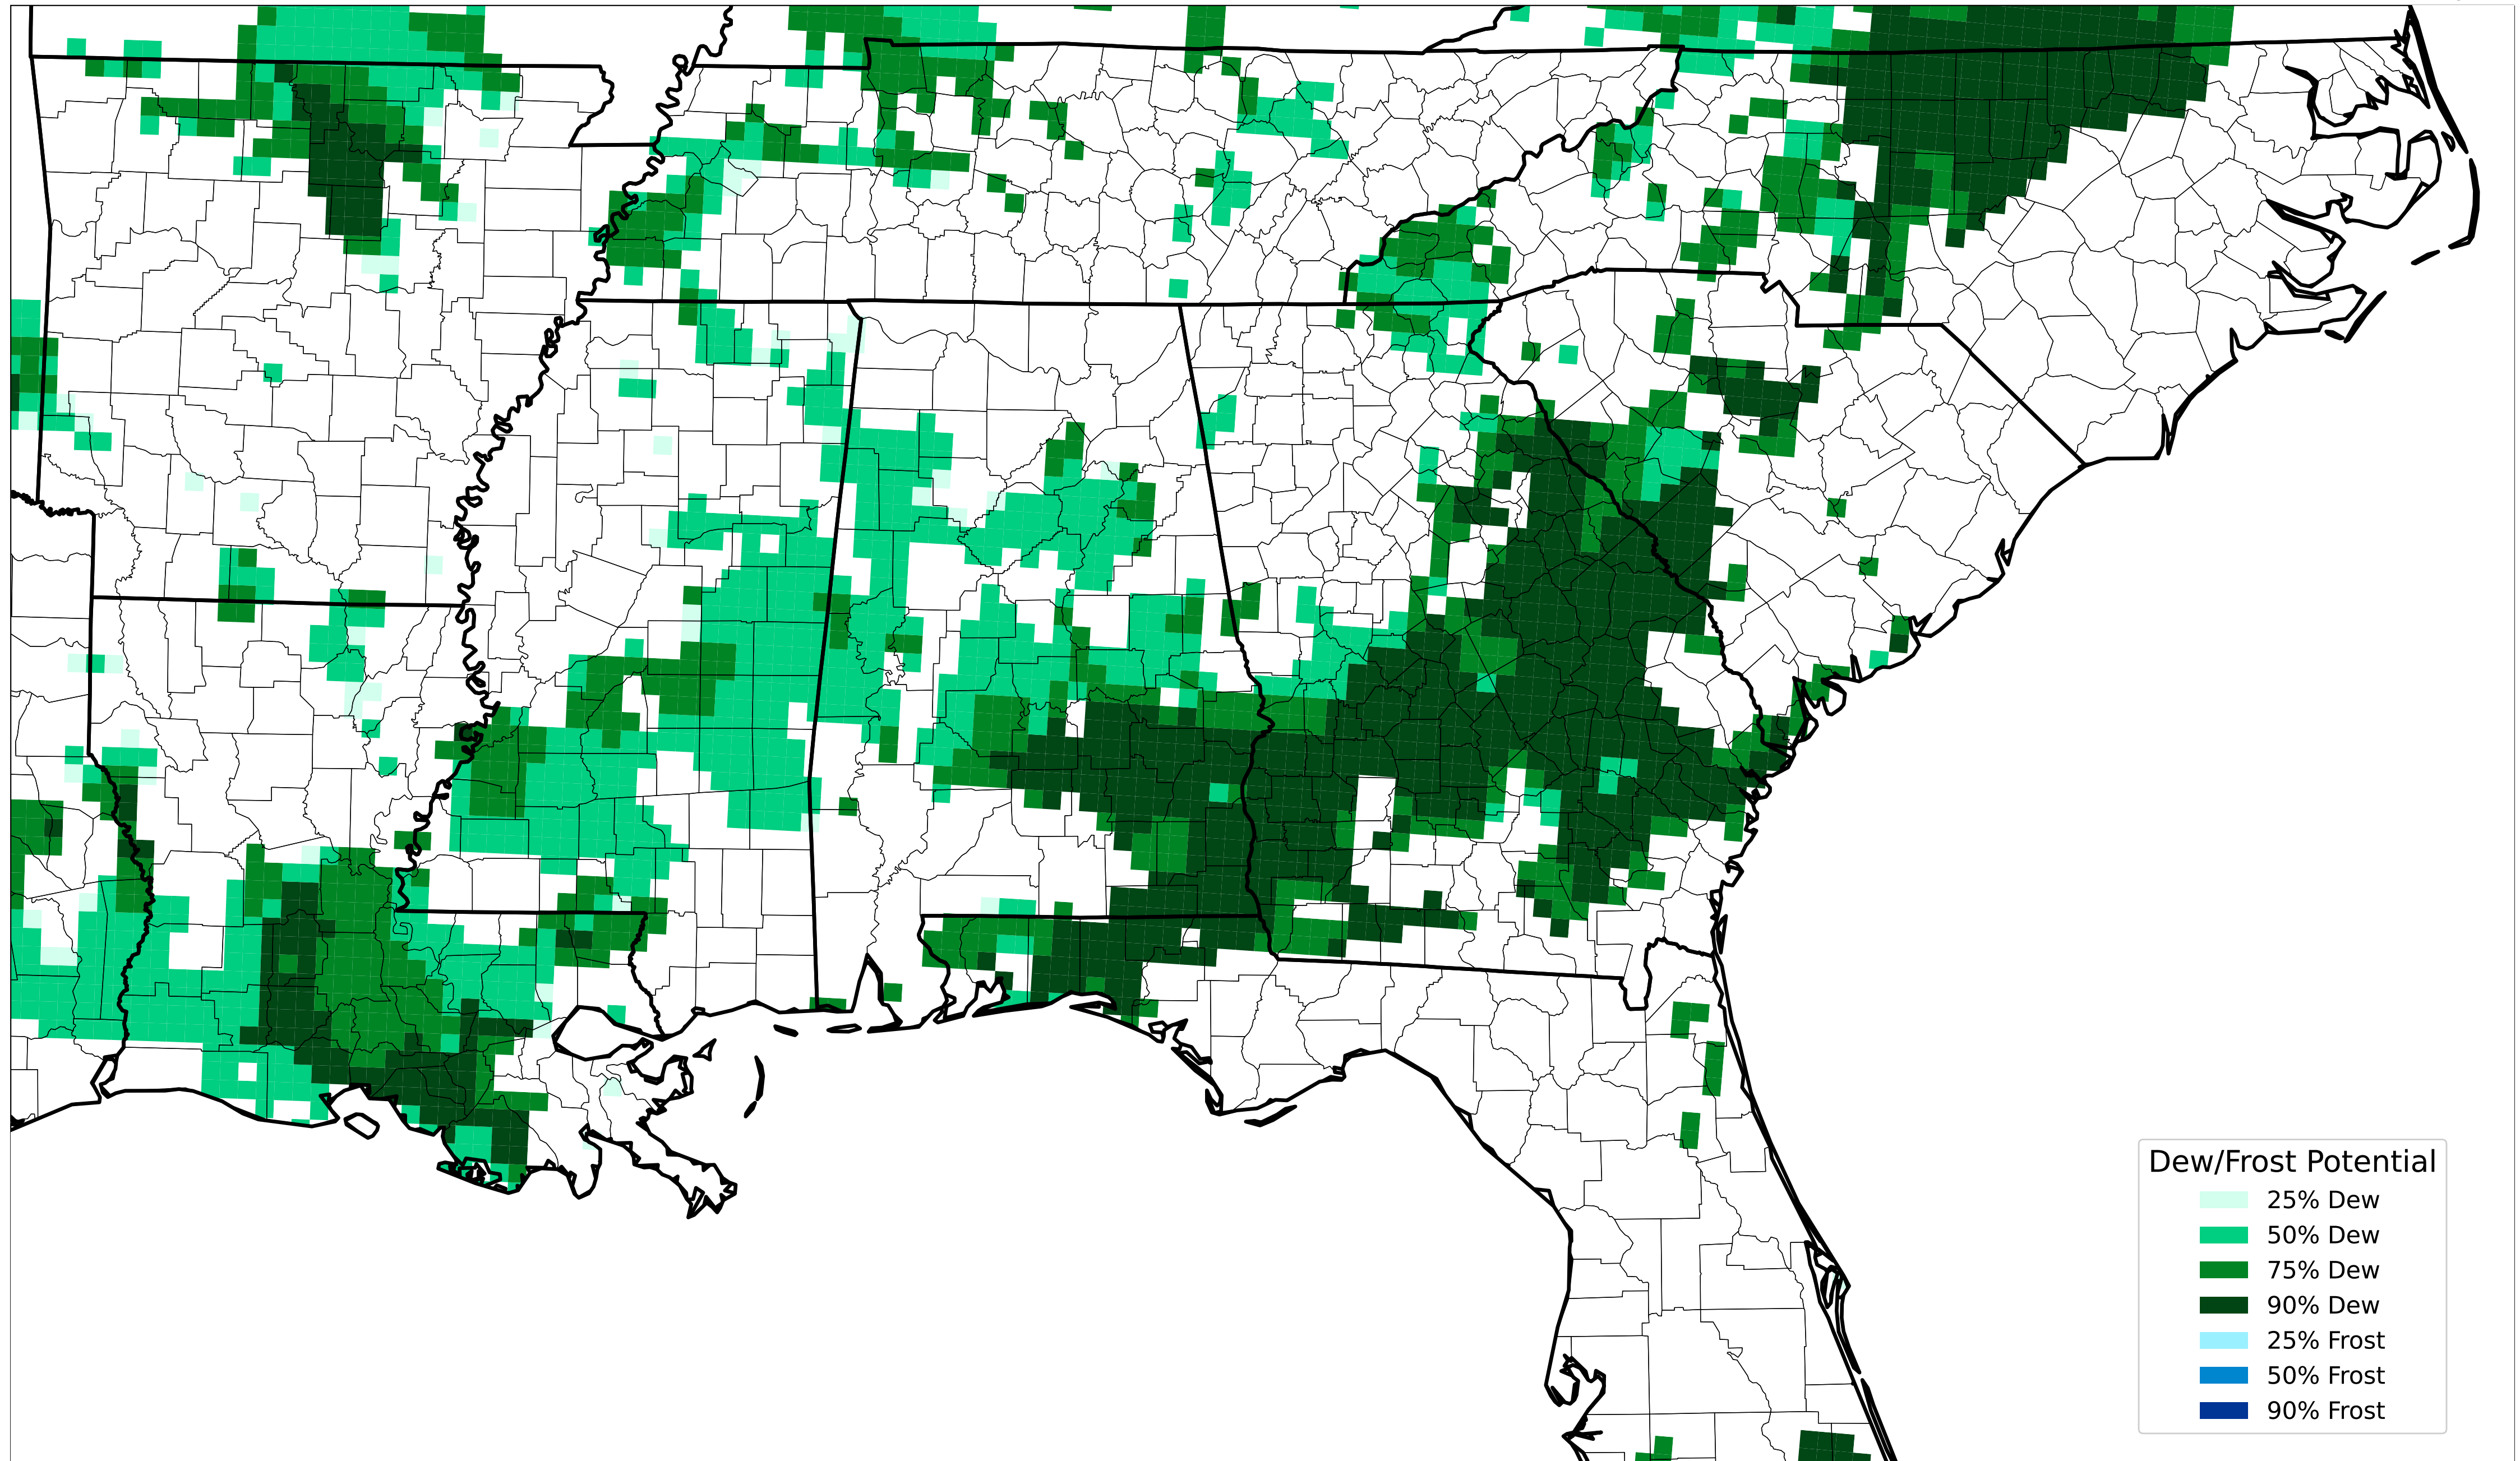 Dew/Frost Potential
25% Dew
50% Dew
75% Dew
90% Dew
25% Frost
50% Frost
90% Frost